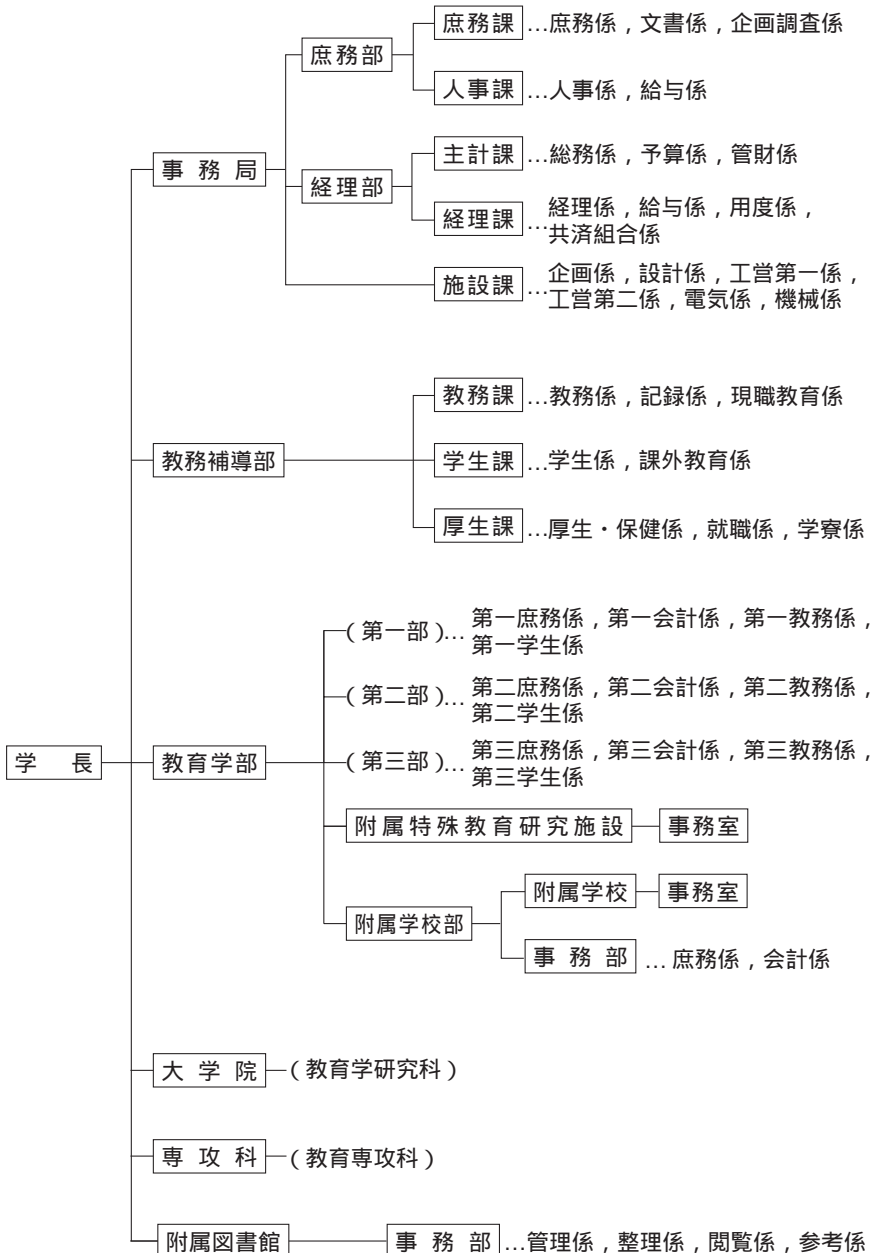 庶務課…庶務係，文書係，企画調査係
庶務部
人事課…人事係，給与係
主計課…総務係，予算係，管財係
事務局
経理部
経理課…経理係，給与係，用度係，
共済組合係
施設課…企画係，設計係，工営第一係，
工営第二係，電気係，機械係
教務課…教務係，記録係，現職教育係
教務補導部
学生課…学生係，課外教育係
厚生課…厚生・保健係，就職係，学寮係
（第一部）…第一庶務係，第一会計係，第一教務係，
第一学生係
（第二部）…第二庶務係，第二会計係，第二教務係，
第二学生係
学長
教育学部
（第三部）…第三庶務係，第三会計係，第三教務係，
第三学生係
附属特殊教育研究施設
事務室
附属学校
事務室
附属学校部
事務部…庶務係，会計係
大学院（教育学研究科）
専攻科（教育専攻科）
附属図書館
事務部…管理係，整理係，閲覧係，参考係